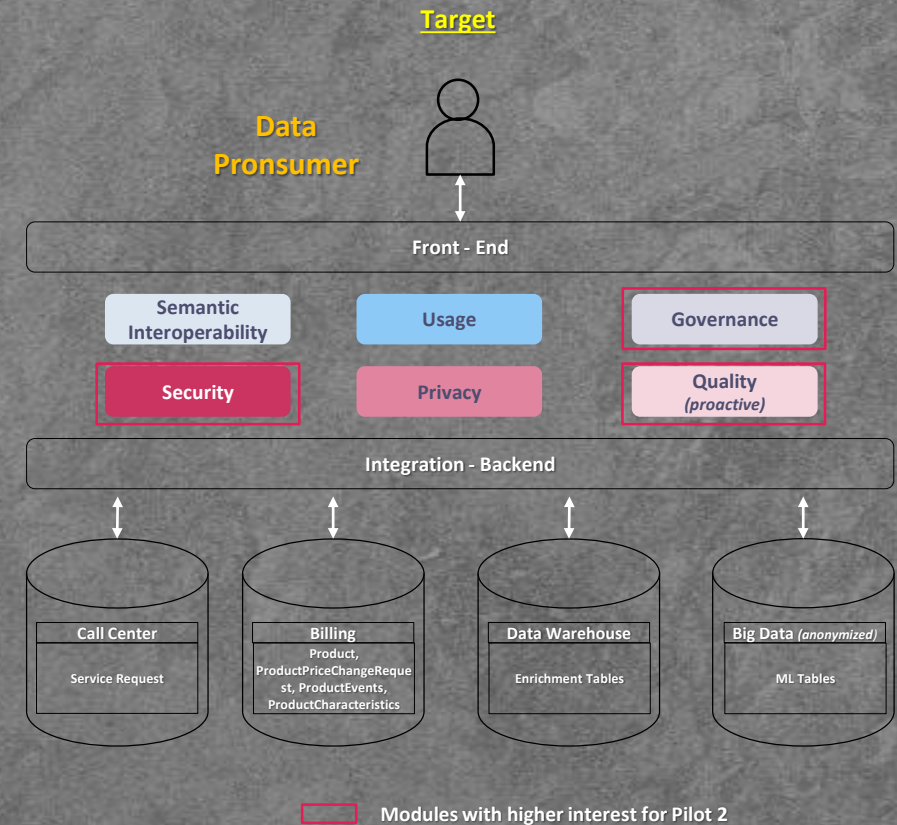 Target
Data
Pronsumer
Front - End
Semantic
Interoperability
Usage
Governance
Security
Privacy
Quality
(proactive)
Integration - Backend
Call Center
Service Request
Billing
Product,
ProductPriceChangeReque
st, ProductEvents,
ProductCharacteristics
Data Warehouse
Enrichment Tables
Big Data (anonymized)
ML Tables
Modules with higher interest for Pilot 2